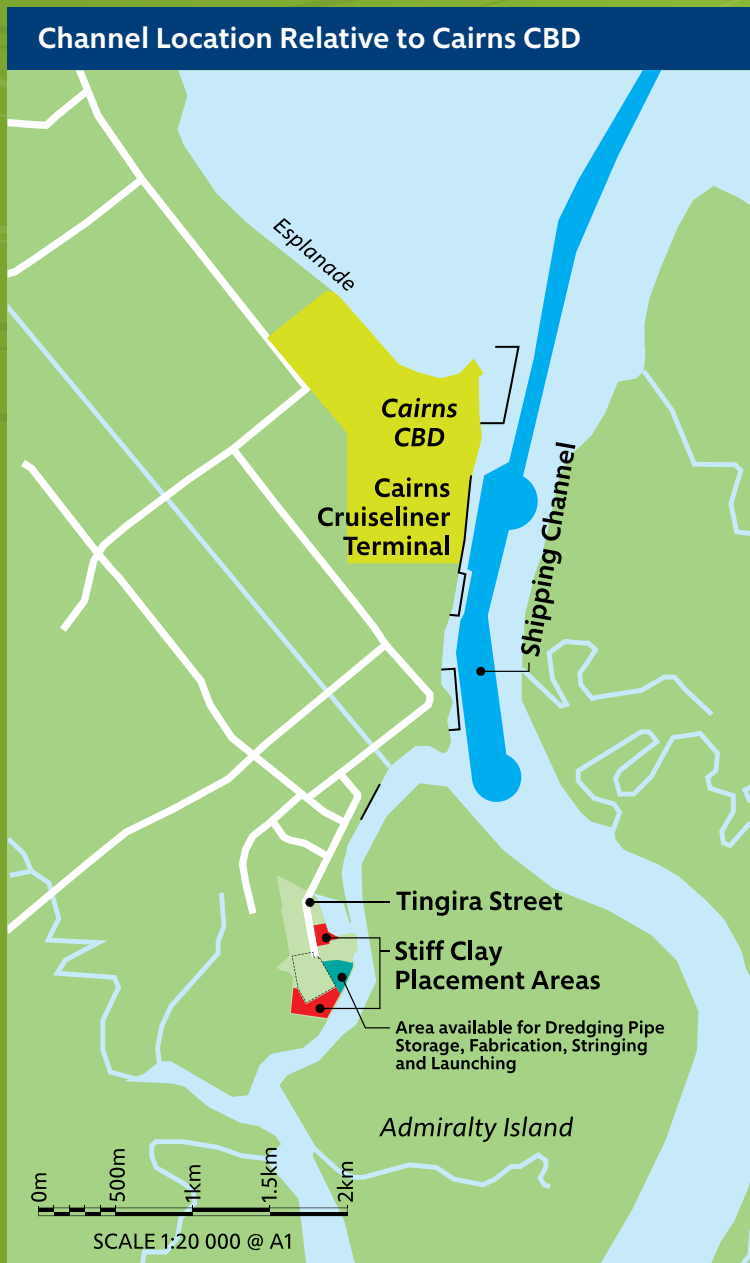 Channel Location Relative to Cairns CBD
Esplanade
Cairns
CBD
Cairns
Cruiseliner
Terminal
Shipping Channel
Tingira Street
Stiff Clay
Placement Areas
Area available for Dredging Pipe
Storage, Fabrication, Stringing
and Launching
Admiralty Island
0m
500m
1km
1.5km
2km
SCALE 1:20 000 @ A1